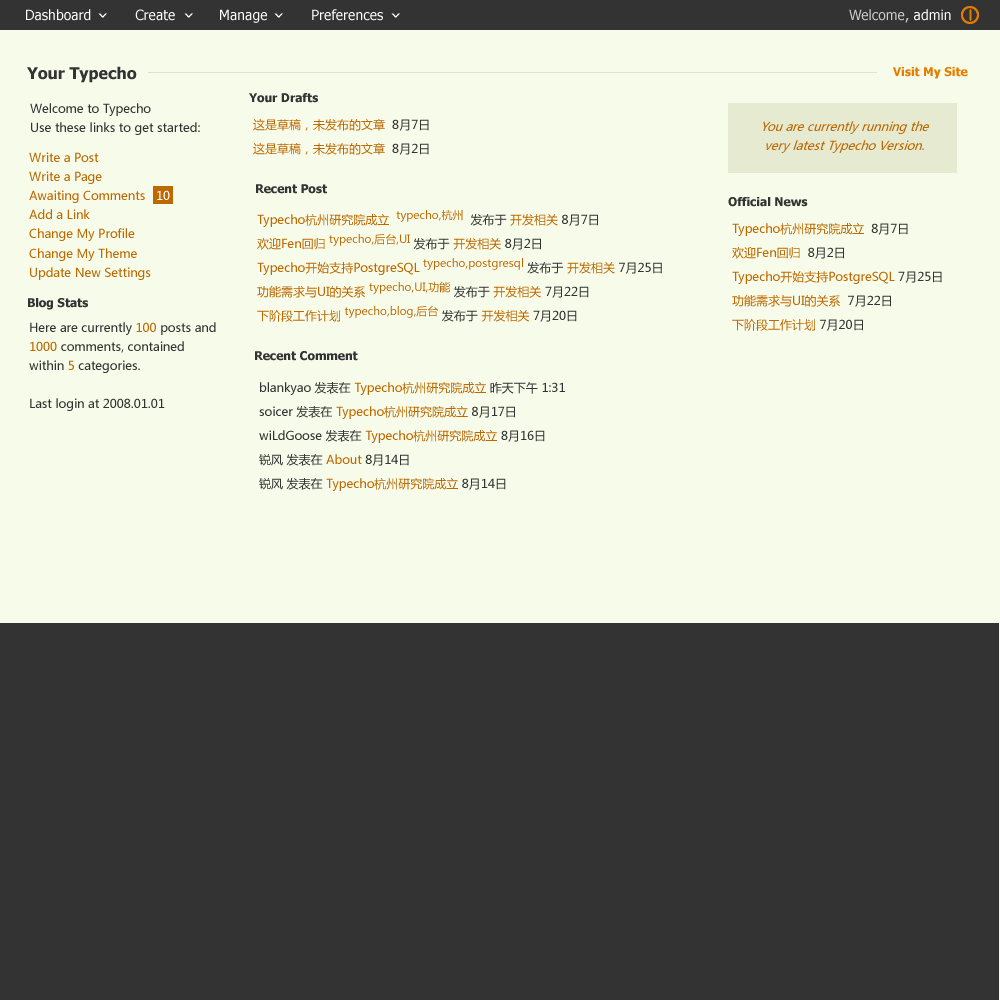 Dashboard Create Manage Preferences Welcome, admin
Your Typecho Visit My Site
Welcome to Typecho
Use these links to get started:
Write a Post
Write a Page
Awaiting Comments 10
Add a Link
Change My Profile
Change My Theme
Update New Settings
Blog Stats
Here are currently 100 posts and
1000 comments, contained
within 5 categories.
Last login at 2008.01.01
Your Drafts
这是草稿，未发布的文章 8月7日
这是草稿，未发布的文章 8月2日
Recent Post
Typecho杭州研究院成立 typecho,杭州 发布于 开发相关 8月7日
欢迎Fen回归 typecho,后台,UI 发布于 开发相关 8月2日
Typecho开始支持PostgreSQL typecho,postgresql 发布于 开发相关 7月25日
功能需求与UI的关系 typecho,UI,功能 发布于 开发相关 7月22日
下阶段工作计划 typecho,blog,后台 发布于 开发相关 7月20日
Recent Comment
blankyao 发表在 Typecho杭州研究院成立 昨天下午 1:31
soicer 发表在 Typecho杭州研究院成立 8月17日
wiLdGoose 发表在 Typecho杭州研究院成立 8月16日
锐风 发表在 About 8月14日
锐风 发表在 Typecho杭州研究院成立 8月14日
You are currently running the
very latest Typecho Version.
Official News
Typecho杭州研究院成立 8月7日
欢迎Fen回归 8月2日
Typecho开始支持PostgreSQL 7月25日
功能需求与UI的关系 7月22日
下阶段工作计划 7月20日